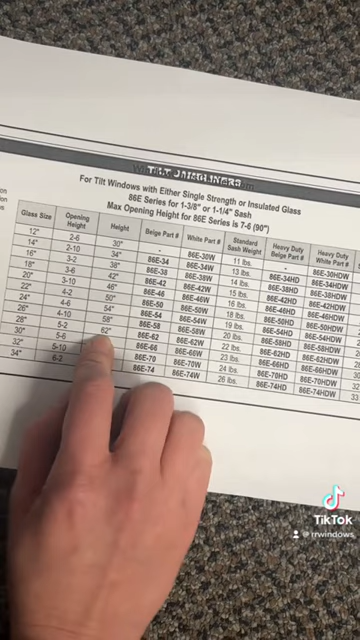 For Tilt Windows with Either Single Strength or Insulated Glass
86E Series for 1-3/8" or 1-1/4" Sash
Max Opening Height for 86E Series is 7-6 (90")
Glass Size Opening Height Height Beige Part # White Part # Standard Sash Weight Heavy Duty Beige Part # Heavy Duty White Part #
12" 2-6 30" - 86E-30W 11 lbs. - 86E-30HDW
14" 2-10 34" 86E-34 86E-34W 13 lbs. 86E-34HD 86E-34HDW
16" 3-2 38" 86E-38 86E-38W 14 lbs. 86E-38HD 86E-38HDW
18" 3-6 42" 86E-42 86E-42W 15 lbs. 86E-42HD 86E-42HDW
20" 3-10 46" 86E-46 86E-46W 16 lbs. 86E-46HD 86E-46HDW
22" 4-2 50" 86E-50 86E-50W 18 lbs. 86E-50HD 86E-50HDW
24" 4-6 54" 86E-54 86E-54W 19 lbs. 86E-54HD 86E-54HDW
26" 4-10 58" 86E-58 86E-58W 20 lbs. 86E-58HD 86E-58HDW
28" 5-2 62" 86E-62 86E-62W 22 lbs. 86E-62HD 86E-62HDW
30" 5-6 86E-66 86E-66W 23 lbs. 86E-66HD 86E-66HDW
32" 5-10 86E-70 86E-70W 24 lbs. 86E-70HD 86E-70HDW
34" 6-2 86E-74 86E-74W 26 lbs. 86E-74HD 86E-74HDW 33
TikTok
@ rrwindows